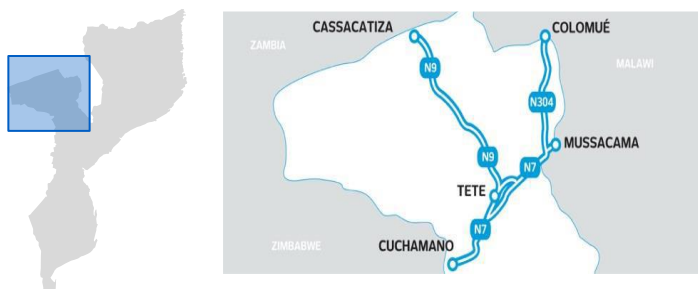 CASSACATIZA
COLOMUÉ
ZAMBIA
MALAWI
N9
N304
MUSSACAMA
N9
N7
TETE
N7
CUCHAMANO
ZIMBABWE